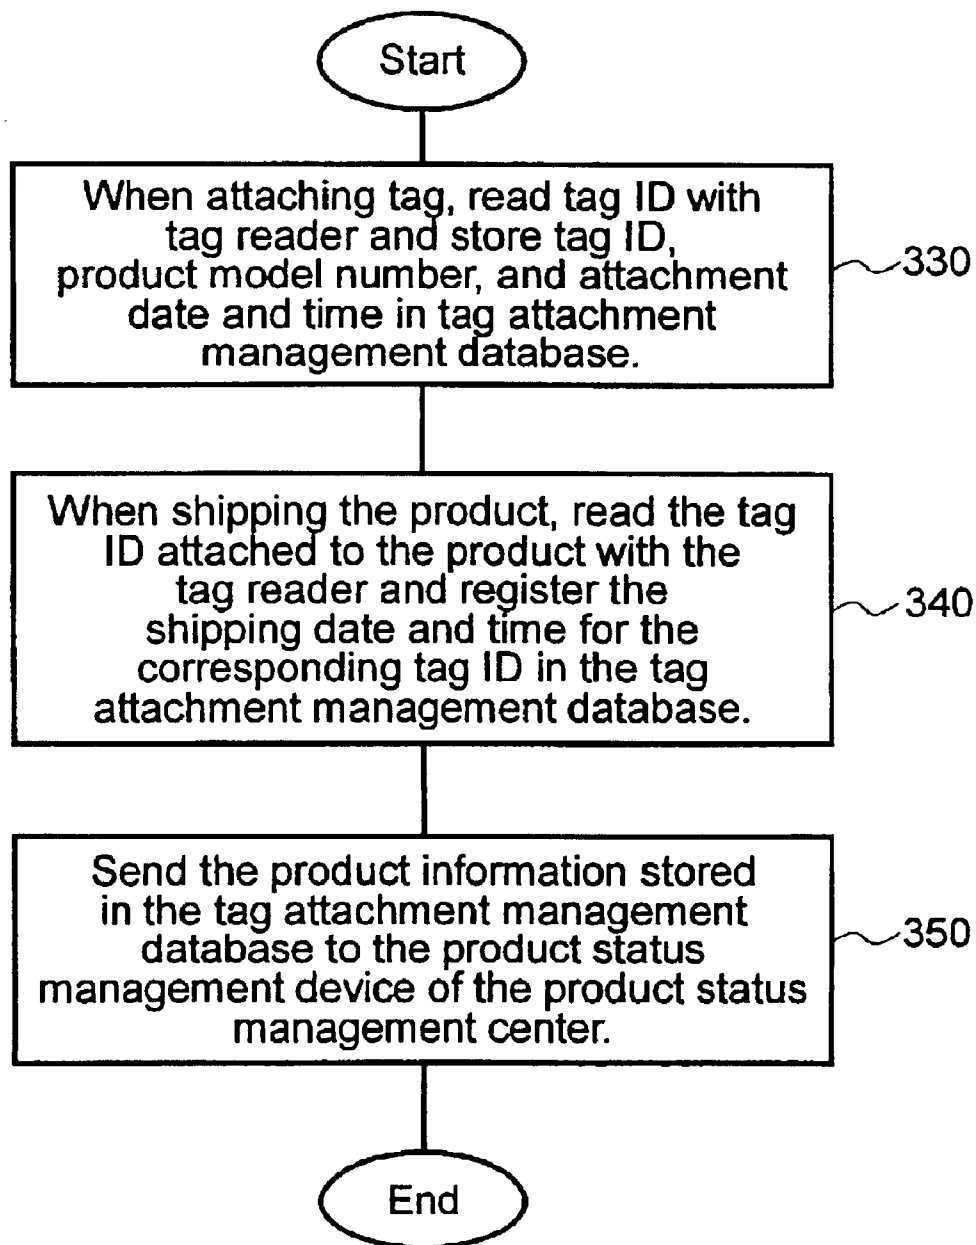 Start
When attaching tag, read tag ID with
tag reader and store tag ID,
product model number, and attachment
date and time in tag attachment
management database.
330
When shipping the product, read the tag
ID attached to the product with the
tag reader and register the
shipping date and time for the
corresponding tag ID in the tag
attachment management database.
340
Send the product information stored
in the tag attachment management
database to the product status
management device of the product status
management center.
350
End